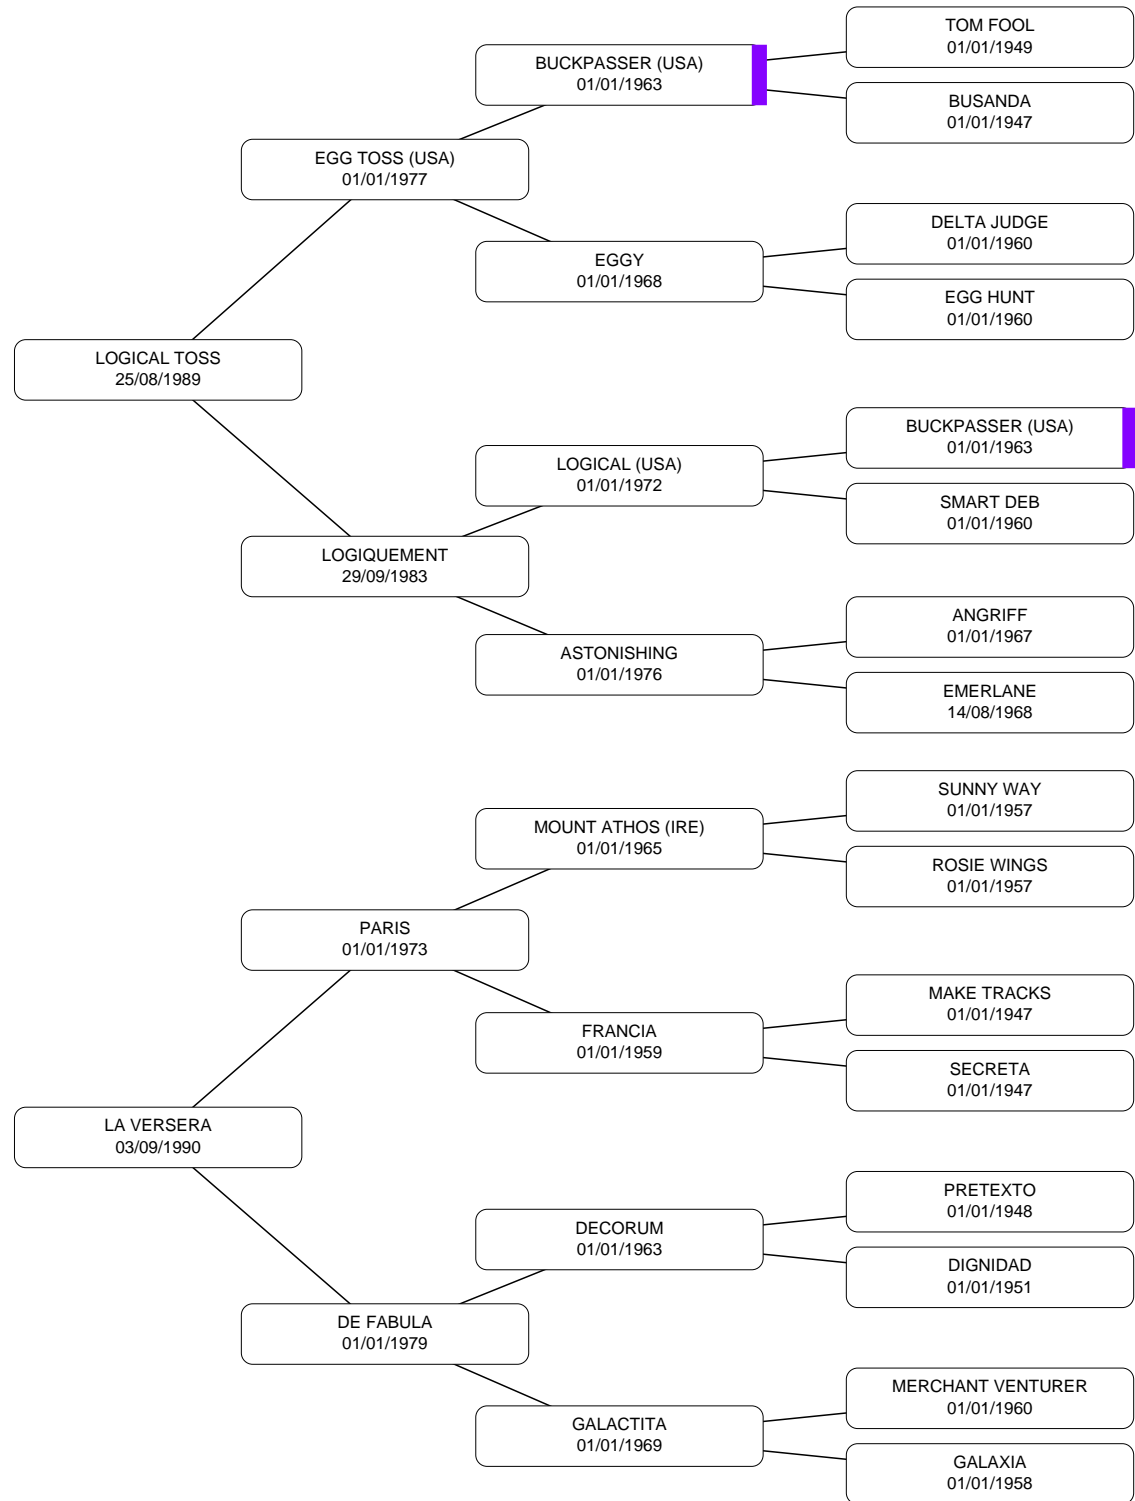 TOM FOOL
01/01/1949
BUCKPASSER (USA)
01/01/1963
BUSANDA
01/01/1947
EGG TOSS (USA)
01/01/1977
DELTA JUDGE
01/01/1960
EGGY
01/01/1968
EGG HUNT
01/01/1960
LOGICAL TOSS
25/08/1989
BUCKPASSER (USA)
01/01/1963
LOGICAL (USA)
01/01/1972
SMART DEB
01/01/1960
LOGIQUEMENT
29/09/1983
ANGRIFF
01/01/1967
ASTONISHING
01/01/1976
EMERLANE
14/08/1968
SUNNY WAY
01/01/1957
MOUNT ATHOS (IRE)
01/01/1965
ROSIE WINGS
01/01/1957
PARIS
01/01/1973
MAKE TRACKS
01/01/1947
FRANCIA
01/01/1959
SECRETA
01/01/1947
LA VERSERA
03/09/1990
PRETEXTO
01/01/1948
DECORUM
01/01/1963
DIGNIDAD
01/01/1951
DE FABULA
01/01/1979
MERCHANT VENTURER
01/01/1960
GALACTITA
01/01/1969
GALAXIA
01/01/1958